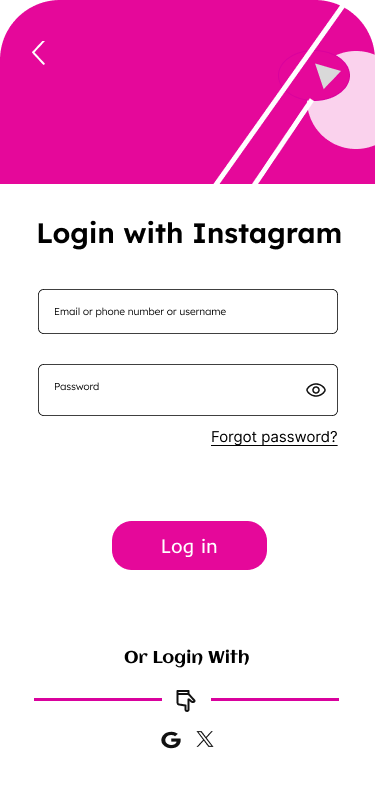 Login with Instagram
Email or phone number or username
Password
Forgot password?
Log in
Or Login With